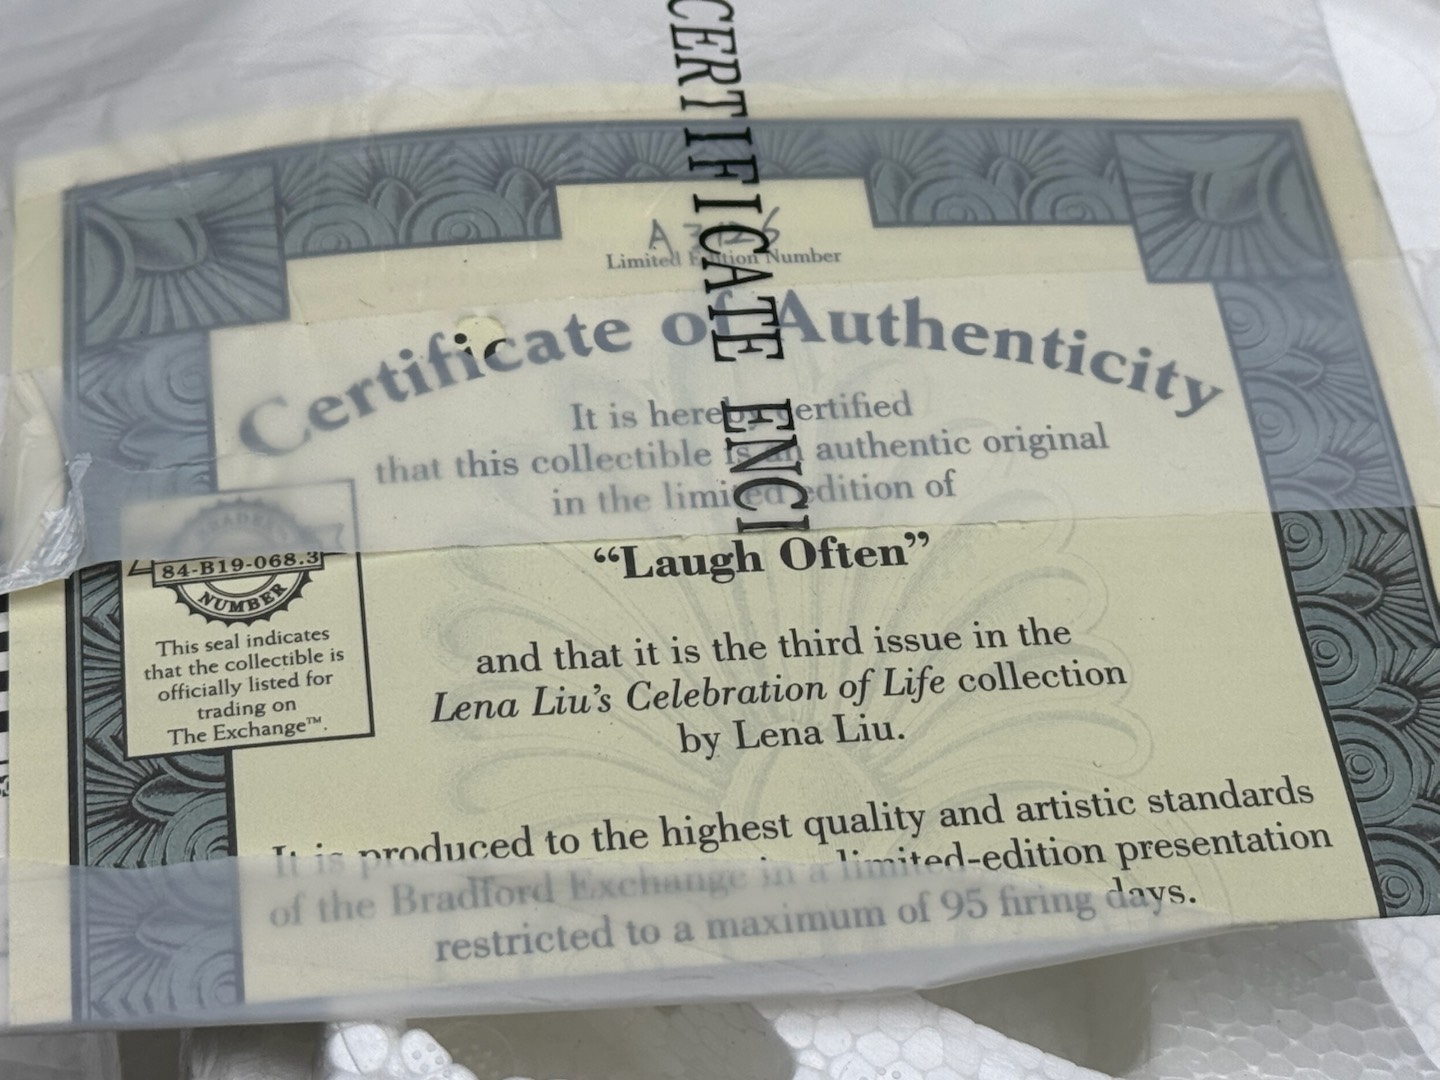 CERTIFICATE ENCL
Limited Edition Number
Certificate of Authenticity
It is hereby certified
that this collectible is an authentic original
in the limited edition of
“Laugh Often”
and that it is the third issue in the
Lena Liu’s Celebration of Life collection
by Lena Liu.
It is produced to the highest quality and artistic standards
of the Bradford Exchange in a limited-edition presentation
restricted to a maximum of 95 firing days.
84-B19-068.3
NUMBER
This seal indicates
that the collectible is
officially listed for
trading on
The Exchange™.